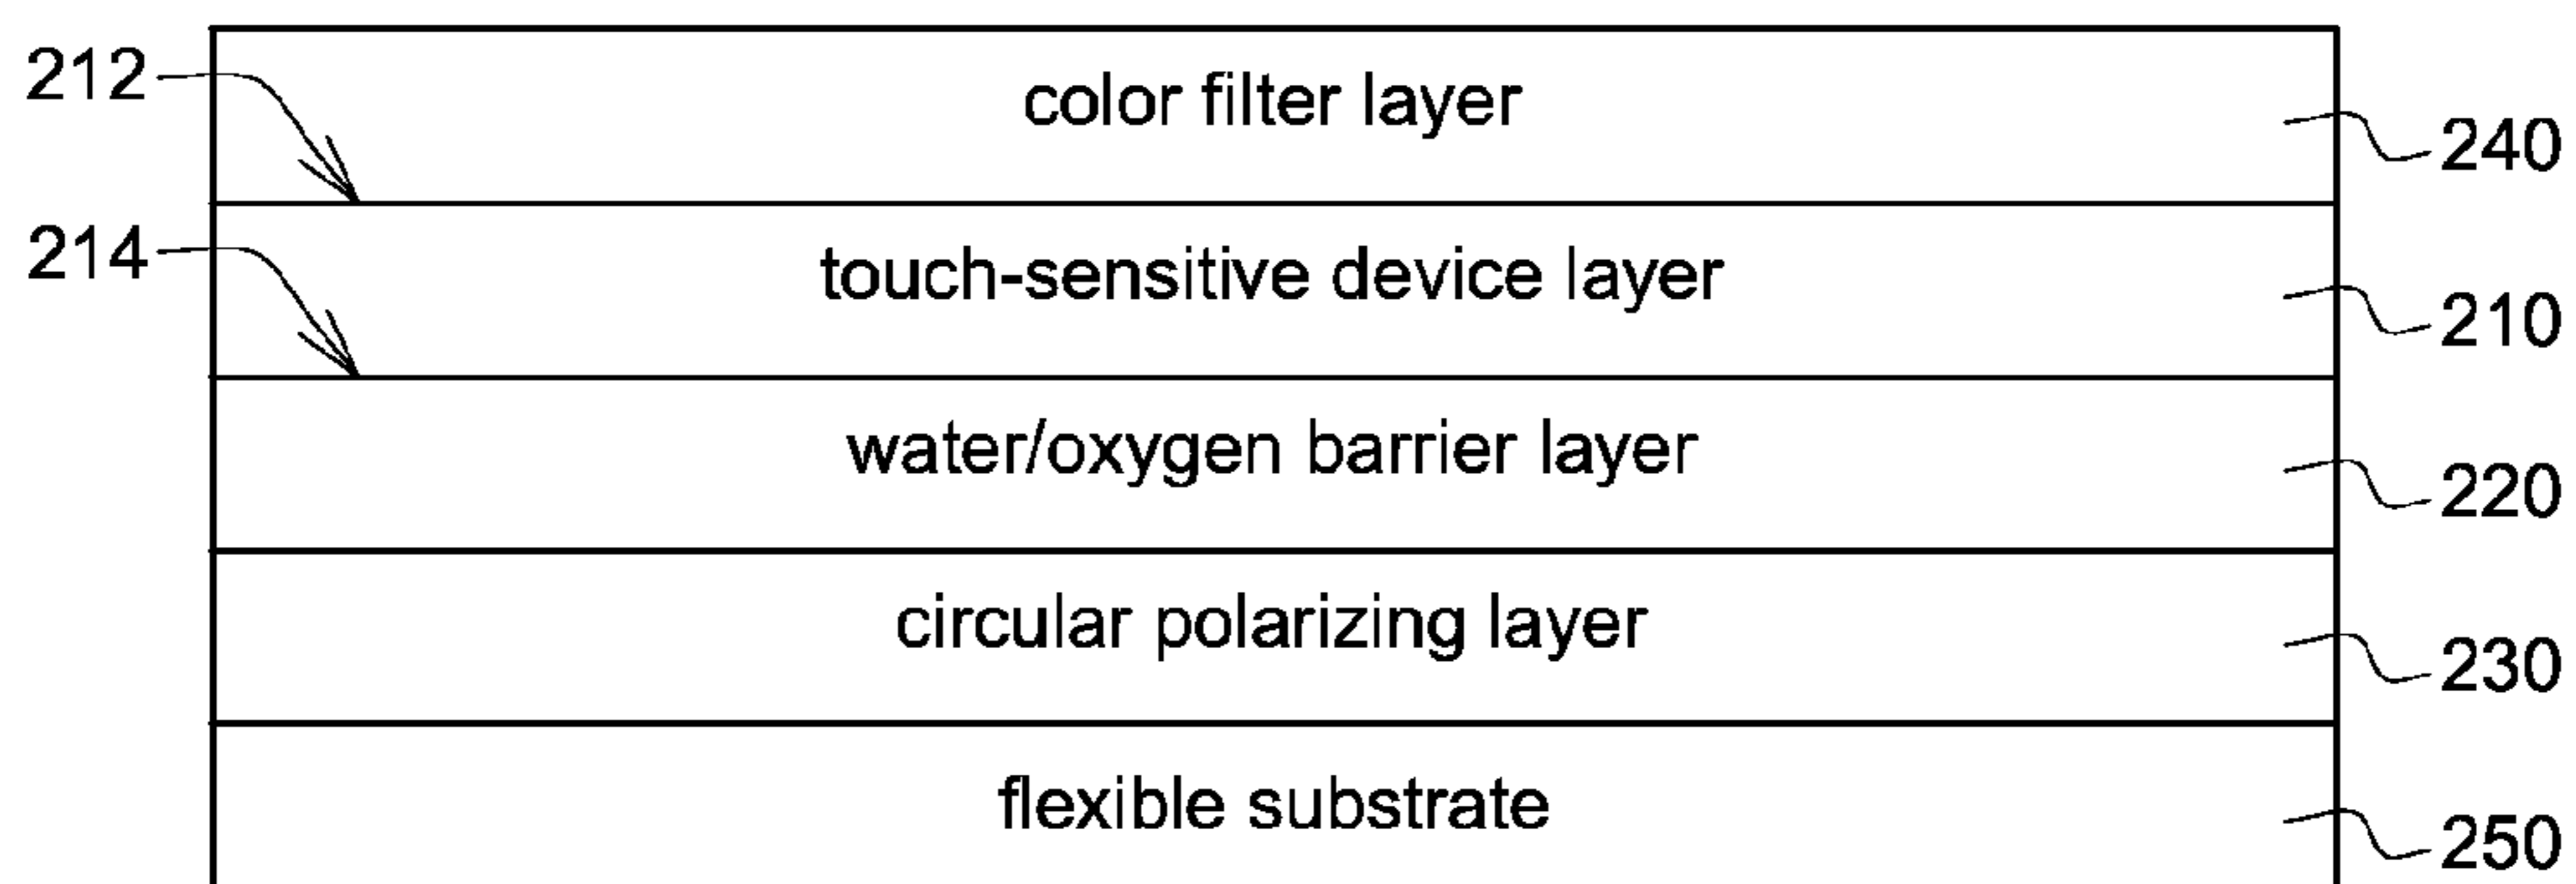 212
color filter layer
240
214
touch-sensitive device layer
210
water/oxygen barrier layer
220
circular polarizing layer
230
flexible substrate
250